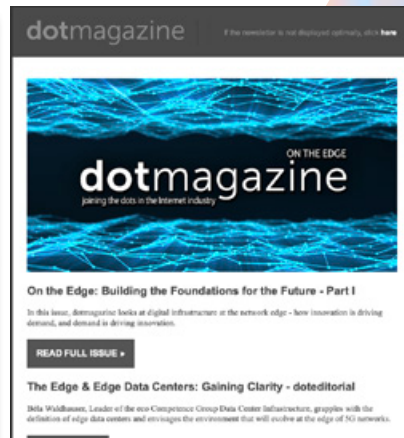 dotmagazine
If the newsletter is not displayed optimally, click here
ON THE EDGE
dotmagazine
joining the dots in the Internet industry
On the Edge: Building the Foundations for the Future - Part I
In this issue, dotmagazine looks at digital infrastructure at the network edge - how innovation is driving
demand, and demand is driving innovation.
READ FULL ISSUE »
The Edge & Edge Data Centers: Gaining Clarity - doteditorial
Béla Waldhauser, Leader of the eco Competence Group Data Center Infrastructure, grapples with the
definition of edge data centers and envisages the environment that will evolve at the edge of 5G networks.